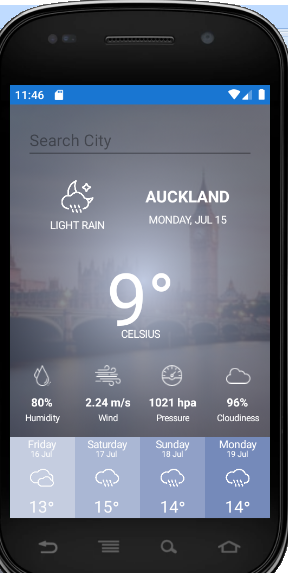 11:46
Search City
LIGHT RAIN
AUCKLAND
MONDAY, JUL 15
9°
CELSIUS
80% 2.24 m/s 1021 hpa 96%
Humidity Wind Pressure Cloudiness
Friday Saturday Sunday Monday
16 Jul 17 Jul 18 Jul 19 Jul
13° 15° 14° 14°